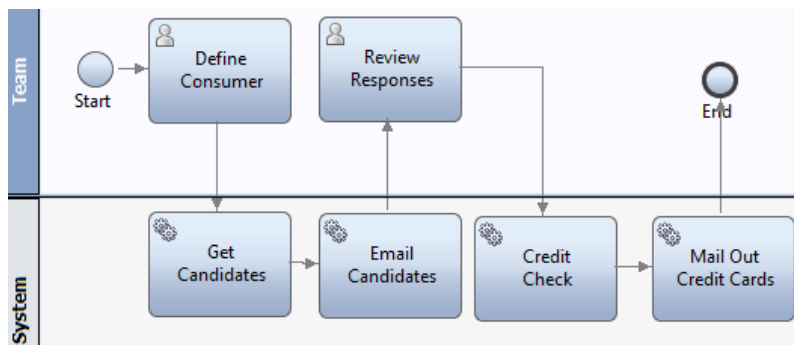 Team
Start
Define
Consumer
Review
Responses
End
System
Get
Candidates
Email
Candidates
Credit
Check
Mail Out
Credit Cards